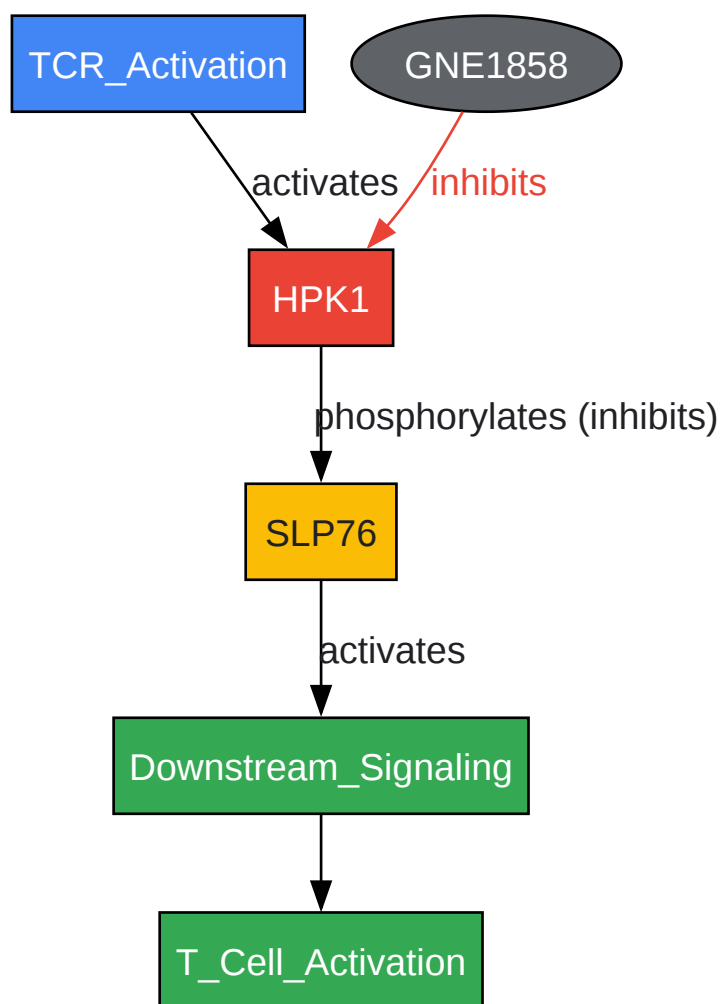 TCR_Activation
GNE1858
activates
inhibits
HPK1
phosphorylates (inhibits)
SLP76
activates
Downstream_Signaling
T_Cell_Activation